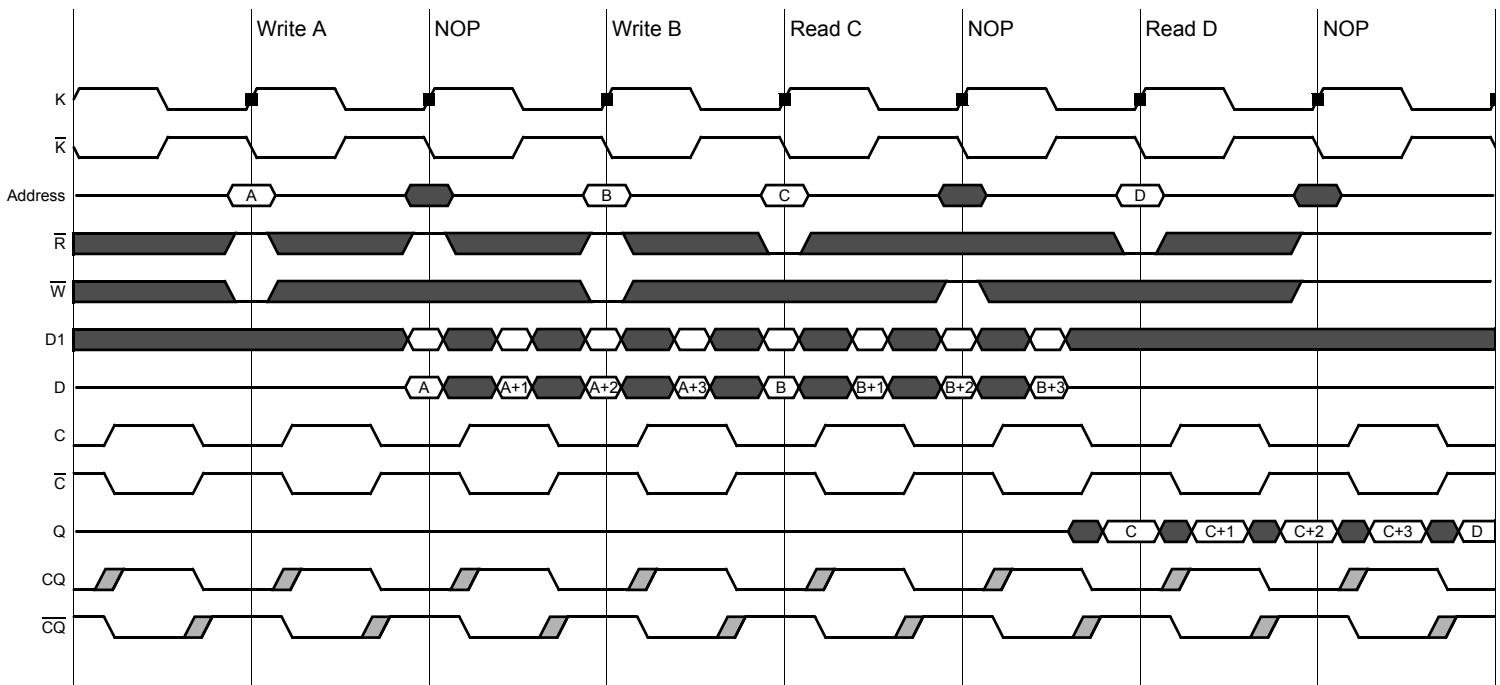 Write A NOP Write B Read C NOP Read D NOP
K
K̅
Address A B C D
R̅
W̅
D1
D A A+1 A+2 A+3 B B+1 B+2 B+3
C
C̅
Q C C+1 C+2 C+3 D
CQ
C̅Q̅